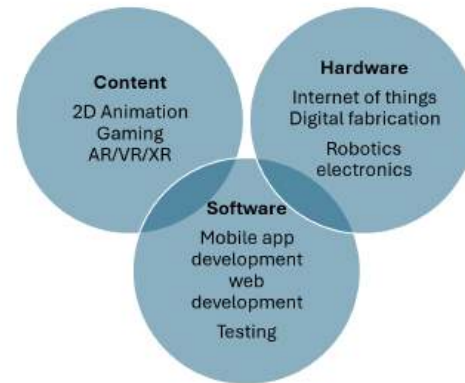 Content
2D Animation
Gaming
AR/VR/XR
Hardware
Internet of things
Digital fabrication
Robotics
electronics
Software
Mobile app
development
web
development
Testing